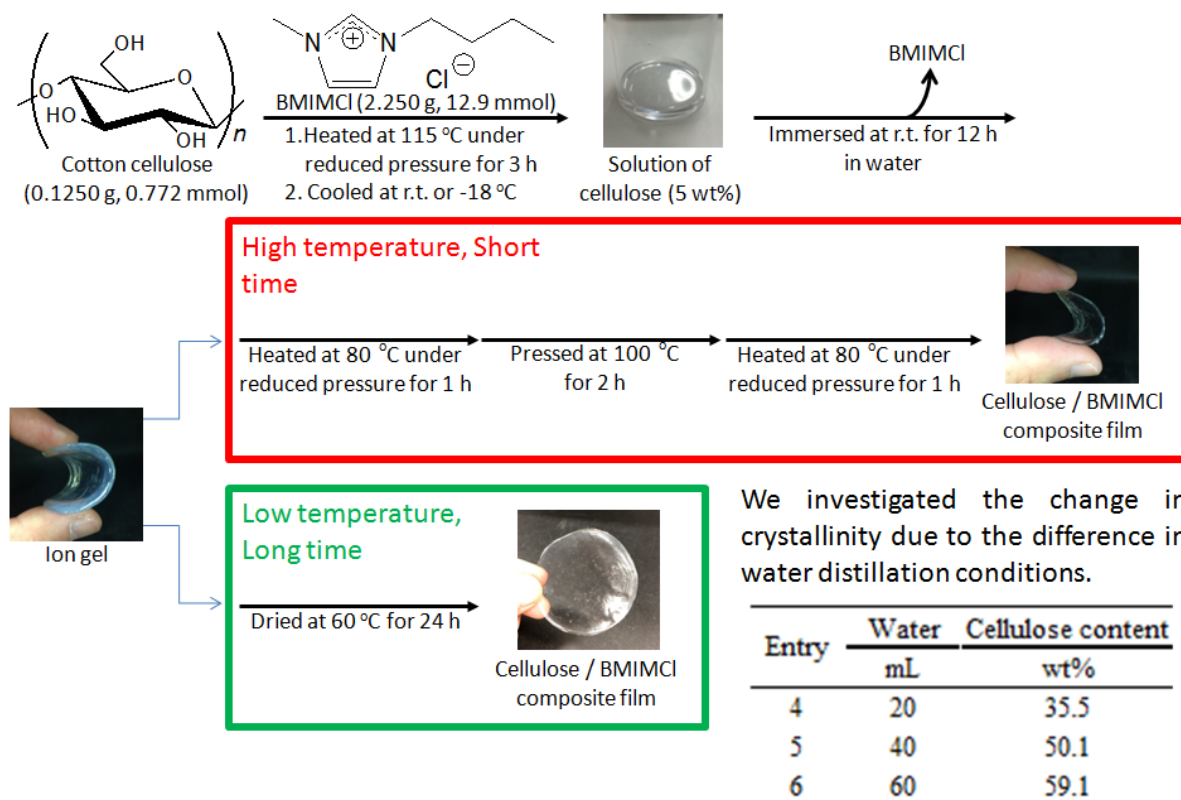 OH
O
O
HO
OH
n
Cotton cellulose
(0.1250 g, 0.772 mmol)
N
N
Cl
BMIMCl (2.250 g, 12.9 mmol)
1.Heated at 115 °C under
reduced pressure for 3 h
2. Cooled at r.t. or -18 °C
Solution of
cellulose (5 wt%)
BMIMCl
Immersed at r.t. for 12 h
in water
High temperature, Short
time
Heated at 80 °C under
reduced pressure for 1 h
Pressed at 100 °C
for 2 h
Heated at 80 °C under
reduced pressure for 1 h
Cellulose / BMIMCl
composite film
Ion gel
Low temperature,
Long time
Dried at 60 °C for 24 h
Cellulose / BMIMCl
composite film
We investigated the change in
crystallinity due to the difference in
water distillation conditions.
Entry Water Cellulose content
mL wt%
4 20 35.5
5 40 50.1
6 60 59.1